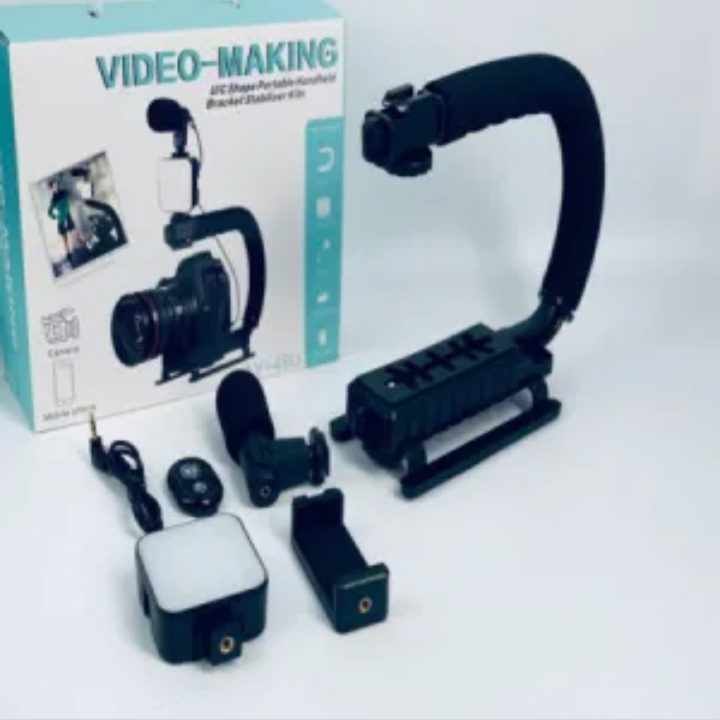 VIDEO-MAKING
U/C Shape Portable Handheld
Bracket Stabilizer Kits
Camera
Mobile phone